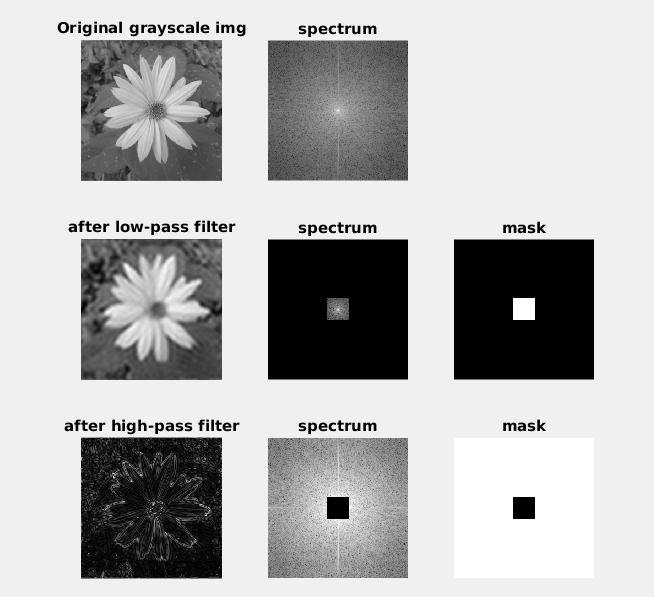 Original grayscale img
spectrum
after low-pass filter
spectrum
mask
after high-pass filter
spectrum
mask